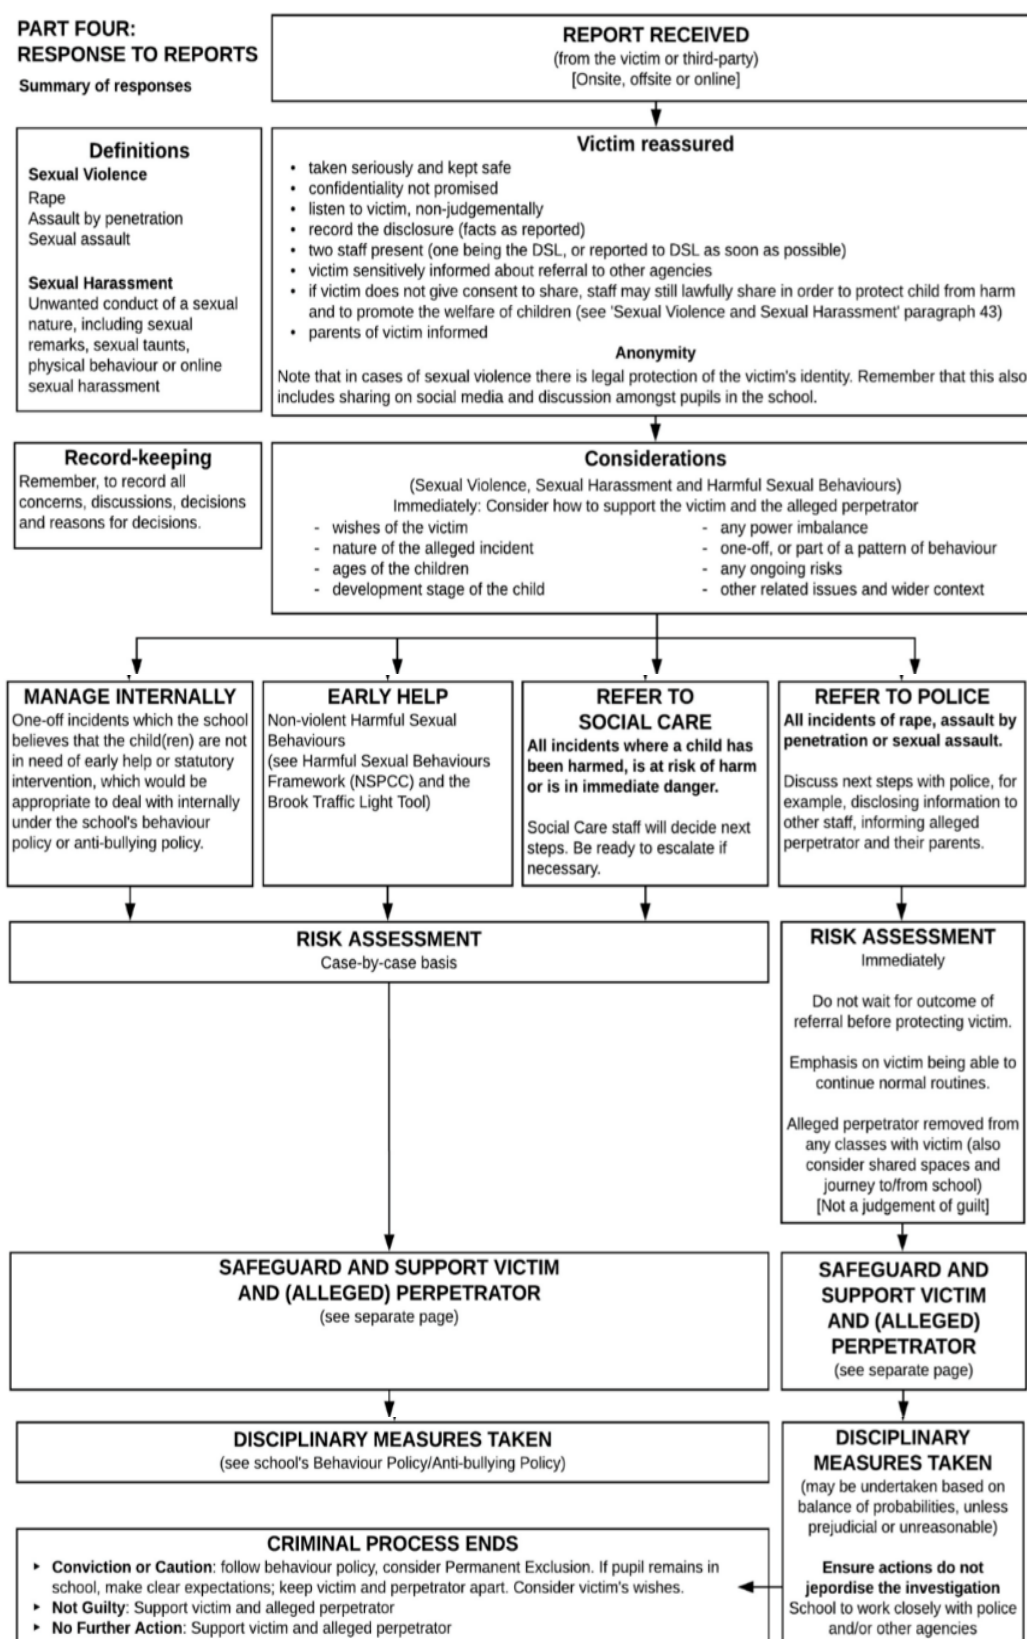 PART FOUR:
RESPONSE TO REPORTS
Summary of responses
REPORT RECEIVED
(from the victim or third-party)
[Onsite, offsite or online]
Definitions
Sexual Violence
Rape
Assault by penetration
Sexual assault
Sexual Harassment
Unwanted conduct of a sexual
nature, including sexual
remarks, sexual taunts,
physical behaviour or online
sexual harassment
Victim reassured
• taken seriously and kept safe
• confidentiality not promised
• listen to victim, non-judgementally
• record the disclosure (facts as reported)
• two staff present (one being the DSL, or reported to DSL as soon as possible)
• victim sensitively informed about referral to other agencies
• if victim does not give consent to share, staff may still lawfully share in order to protect child from harm
and to promote the welfare of children (see 'Sexual Violence and Sexual Harassment' paragraph 43)
• parents of victim informed
Anonymity
Note that in cases of sexual violence there is legal protection of the victim's identity. Remember that this also
includes sharing on social media and discussion amongst pupils in the school.
Record-keeping
Remember, to record all
concerns, discussions, decisions
and reasons for decisions.
Considerations
(Sexual Violence, Sexual Harassment and Harmful Sexual Behaviours)
Immediately: Consider how to support the victim and the alleged perpetrator
- wishes of the victim
- nature of the alleged incident
- ages of the children
- development stage of the child
- any power imbalance
- one-off, or part of a pattern of behaviour
- any ongoing risks
- other related issues and wider context
MANAGE INTERNALLY
One-off incidents which the school
believes that the child(ren) are not
in need of early help or statutory
intervention, which would be
appropriate to deal with internally
under the school's behaviour
policy or anti-bullying policy.
EARLY HELP
Non-violent Harmful Sexual
Behaviours
(see Harmful Sexual Behaviours
Framework (NSPCC) and the
Brook Traffic Light Tool)
REFER TO
SOCIAL CARE
All incidents where a child has
been harmed, is at risk of harm
or is in immediate danger.
Social Care staff will decide next
steps. Be ready to escalate if
necessary.
REFER TO POLICE
All incidents of rape, assault by
penetration or sexual assault.
Discuss next steps with police, for
example, disclosing information to
other staff, informing alleged
perpetrator and their parents.
RISK ASSESSMENT
Case-by-case basis
RISK ASSESSMENT
Immediately
Do not wait for outcome of
referral before protecting victim.
Emphasis on victim being able to
continue normal routines.
Alleged perpetrator removed from
any classes with victim (also
consider shared spaces and
journey to/from school)
[Not a judgement of guilt]
SAFEGUARD AND SUPPORT VICTIM
AND (ALLEGED) PERPETRATOR
(see separate page)
SAFEGUARD AND
SUPPORT VICTIM
AND (ALLEGED)
PERPETRATOR
(see separate page)
DISCIPLINARY MEASURES TAKEN
(see school's Behaviour Policy/Anti-bullying Policy)
DISCIPLINARY
MEASURES TAKEN
(may be undertaken based on
balance of probabilities, unless
prejudicial or unreasonable)
Ensure actions do not
jepordise the investigation
School to work closely with police
and/or other agencies
CRIMINAL PROCESS ENDS
‣ Conviction or Caution: follow behaviour policy, consider Permanent Exclusion. If pupil remains in
school, make clear expectations; keep victim and perpetrator apart. Consider victim's wishes.
‣ Not Guilty: Support victim and alleged perpetrator
‣ No Further Action: Support victim and alleged perpetrator